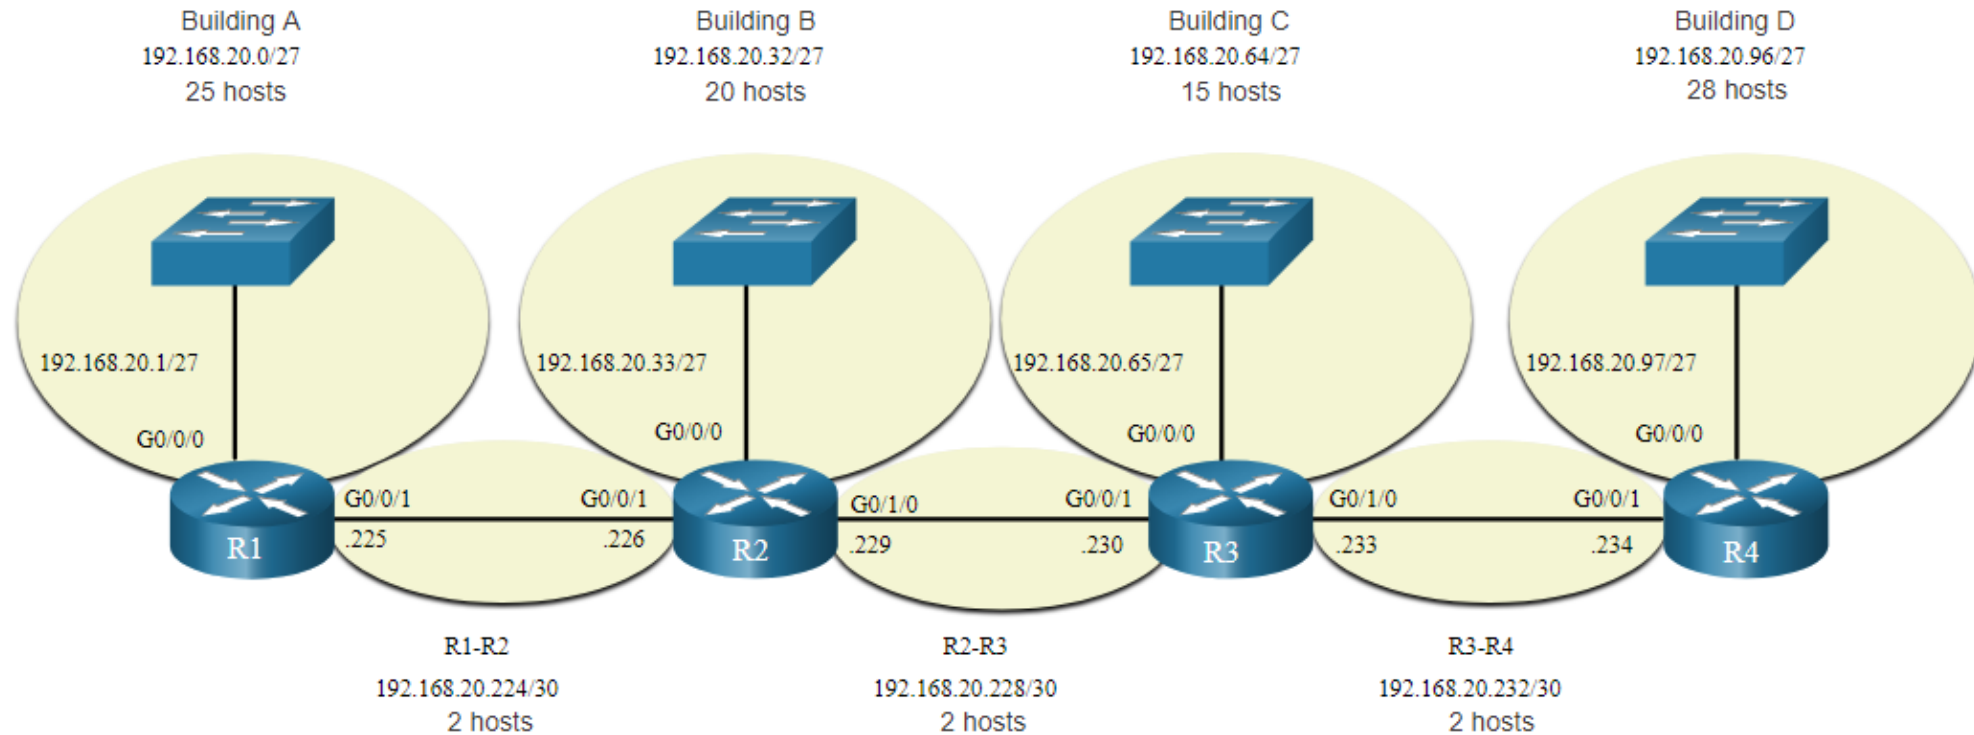 Building A
192.168.20.0/27
25 hosts
Building B
192.168.20.32/27
20 hosts
Building C
192.168.20.64/27
15 hosts
Building D
192.168.20.96/27
28 hosts
192.168.20.1/27
G0/0/0
192.168.20.33/27
G0/0/0
192.168.20.65/27
G0/0/0
192.168.20.97/27
G0/0/0
R1
G0/0/1
.225
G0/0/1
.226
R2
G0/1/0
.229
G0/0/1
.230
R3
G0/1/0
.233
G0/0/1
.234
R4
R1-R2
192.168.20.224/30
2 hosts
R2-R3
192.168.20.228/30
2 hosts
R3-R4
192.168.20.232/30
2 hosts